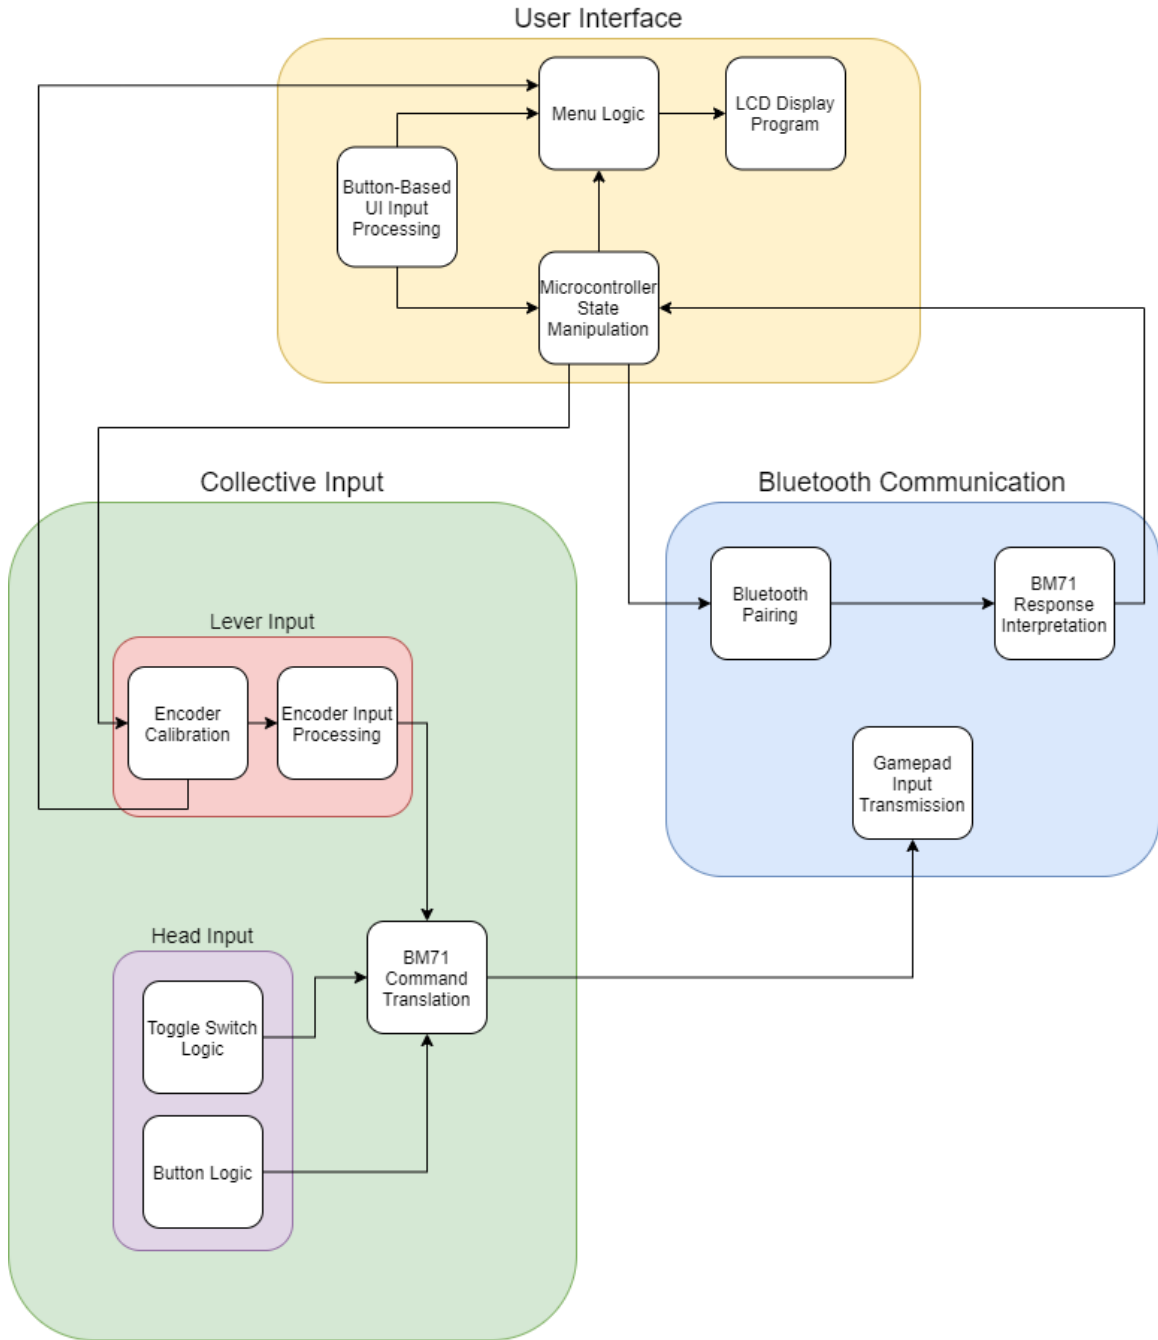 User Interface
Menu Logic
LCD Display
Program
Button-Based
UI Input
Processing
Microcontroller
State
Manipulation
Collective Input
Bluetooth Communication
Bluetooth
Pairing
BM71
Response
Interpretation
Lever Input
Encoder
Calibration
Encoder Input
Processing
Gamepad
Input
Transmission
Head Input
BM71
Command
Translation
Toggle Switch
Logic
Button Logic